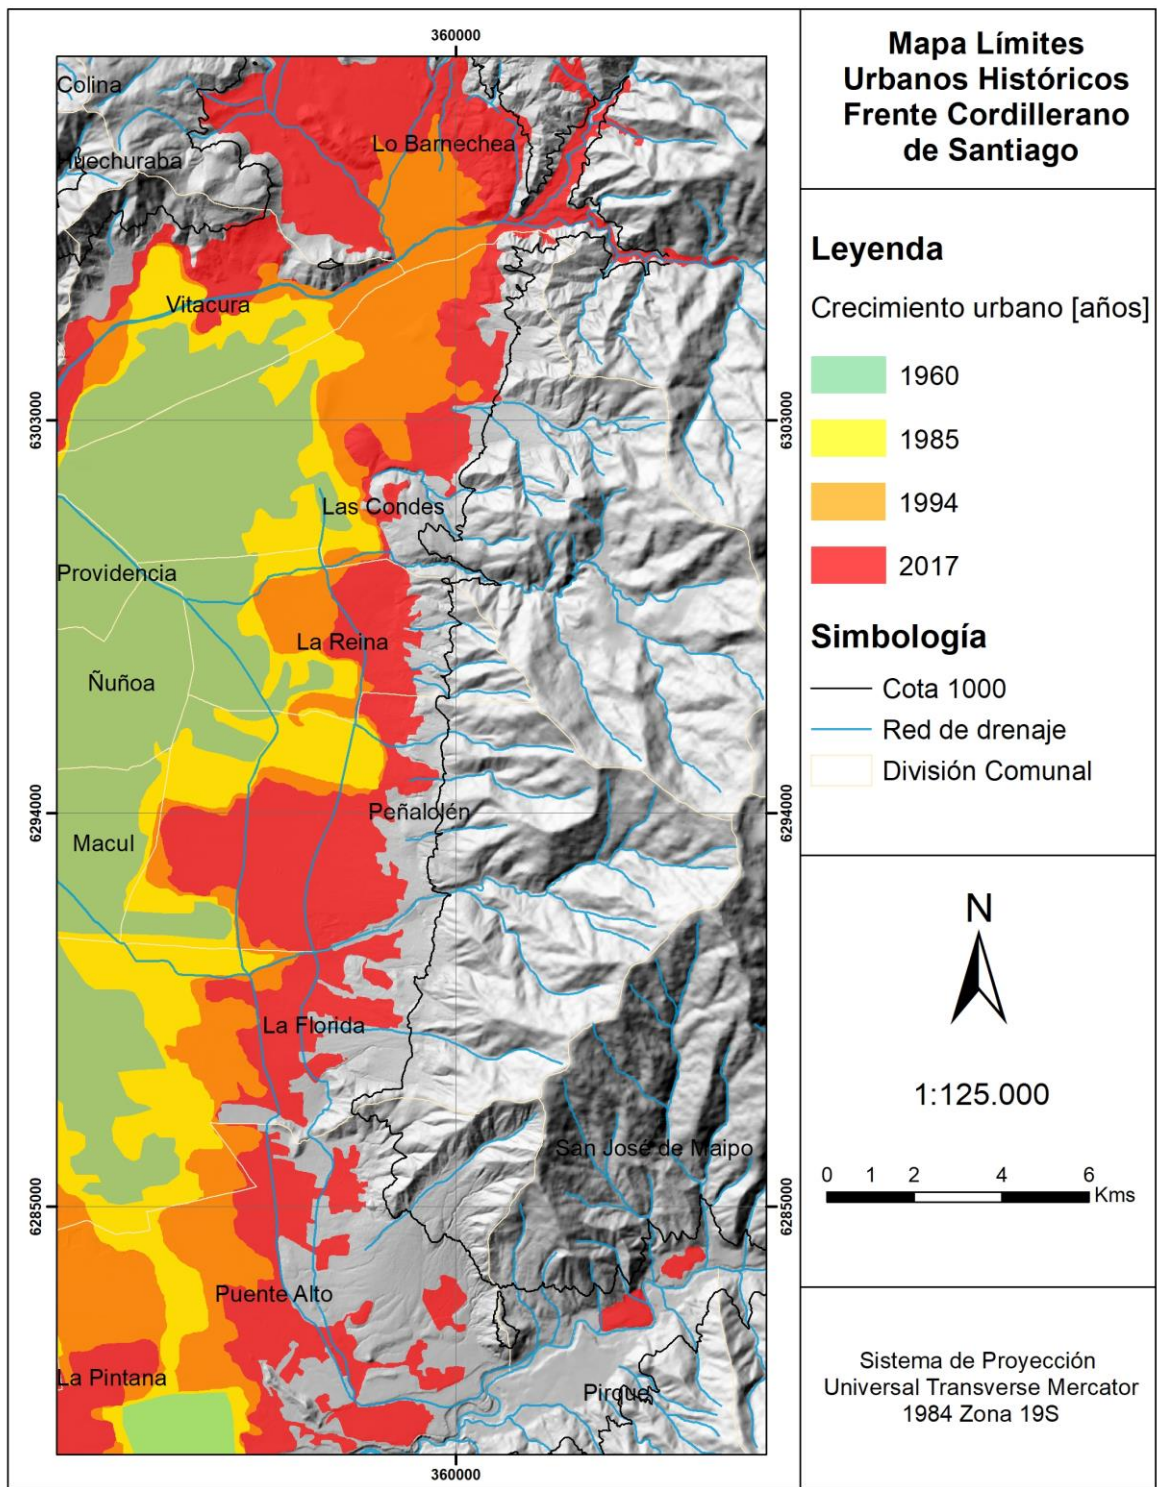 360000
Colina
Lo Barnechea
Huechuraba
Vitacura
6303000
6303000
Las Condes
Providencia
La Reina
Ñuñoa
Peñalolén
6294000
6294000
Macul
La Florida
San José de Maipo
6285000
6285000
Puente Alto
La Pintana
Pirque
360000
Mapa Límites
Urbanos Históricos
Frente Cordillerano
de Santiago
Leyenda
Crecimiento urbano [años]
1960
1985
1994
2017
Simbología
Cota 1000
Red de drenaje
División Comunal
N
1:125.000
0 1 2 4 6
Kms
Sistema de Proyección
Universal Transverse Mercator
1984 Zona 19S